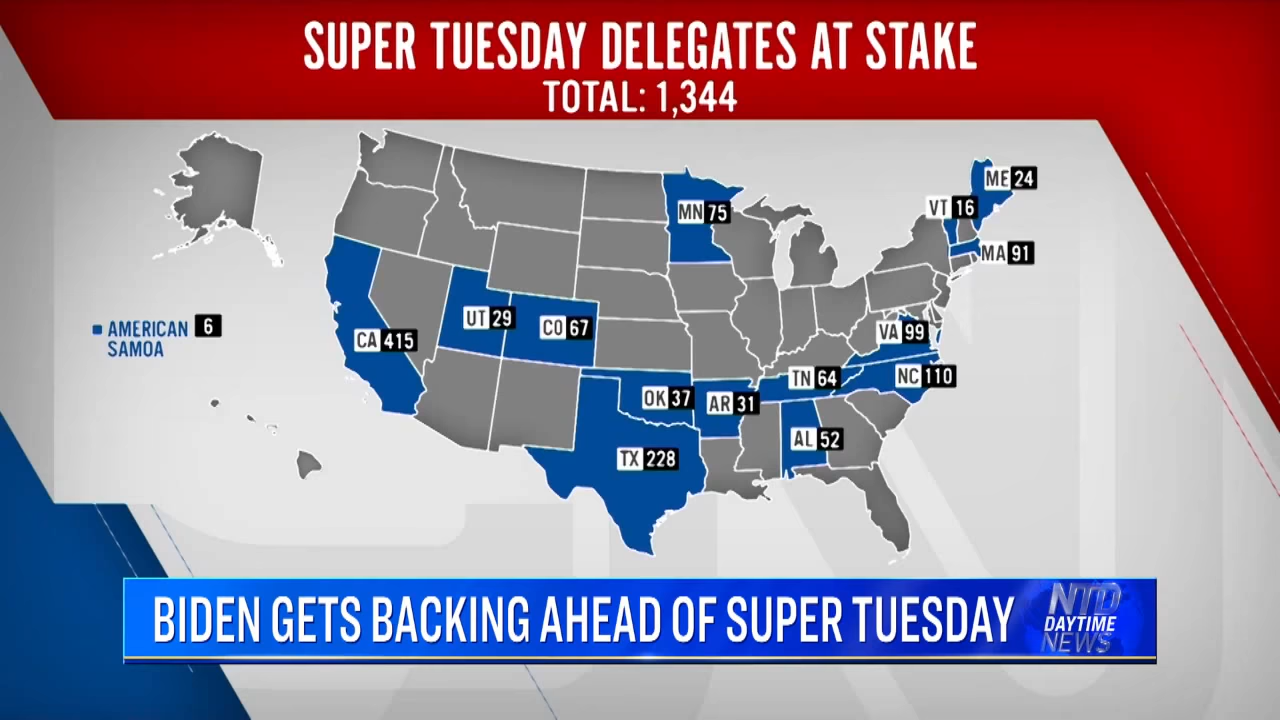 SUPER TUESDAY DELEGATES AT STAKE
TOTAL: 1,344
ME 24
VT 16
MN 75
MA 91
AMERICAN 6
SAMOA
UT 29
CO 67
VA 99
CA 415
TN 64
NC 110
OK 37
AR 31
AL 52
TX 228
BIDEN GETS BACKING AHEAD OF SUPER TUESDAY
NTD
DAYTIME
NEWS